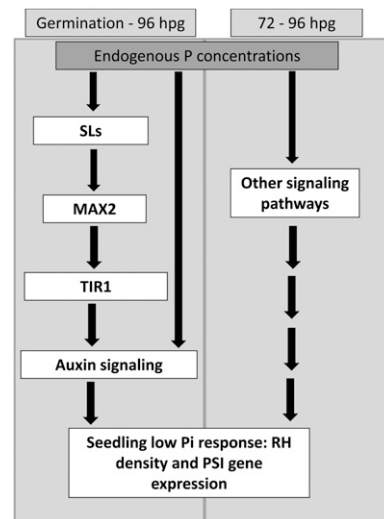 Germination - 96 hpg
72 - 96 hpg
Endogenous P concentrations
SLs
MAX2
TIR1
Auxin signaling
Other signaling
pathways
Seedling low Pi response: RH
density and PSI gene
expression